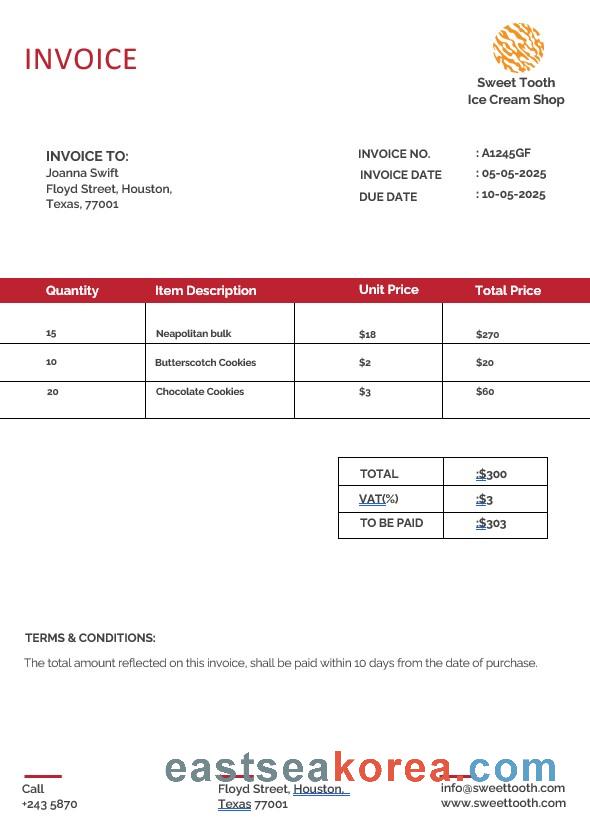 INVOICE
Sweet Tooth
Ice Cream Shop
INVOICE TO:
Joanna Swift
Floyd Street, Houston,
Texas, 77001
INVOICE NO. : A1245GF
INVOICE DATE : 05-05-2025
DUE DATE : 10-05-2025
Quantity Item Description Unit Price Total Price
15 Neapolitan bulk $18 $270
10 Butterscotch Cookies $2 $20
20 Chocolate Cookies $3 $60
TOTAL :$300
VAT(%) :$3
TO BE PAID :$303
TERMS & CONDITIONS:
The total amount reflected on this invoice, shall be paid within 10 days from the date of purchase.
eastseakorea.com
Call
+243 5870
Floyd Street, Houston,
Texas 77001
info@sweettooth.com
www.sweettooth.com